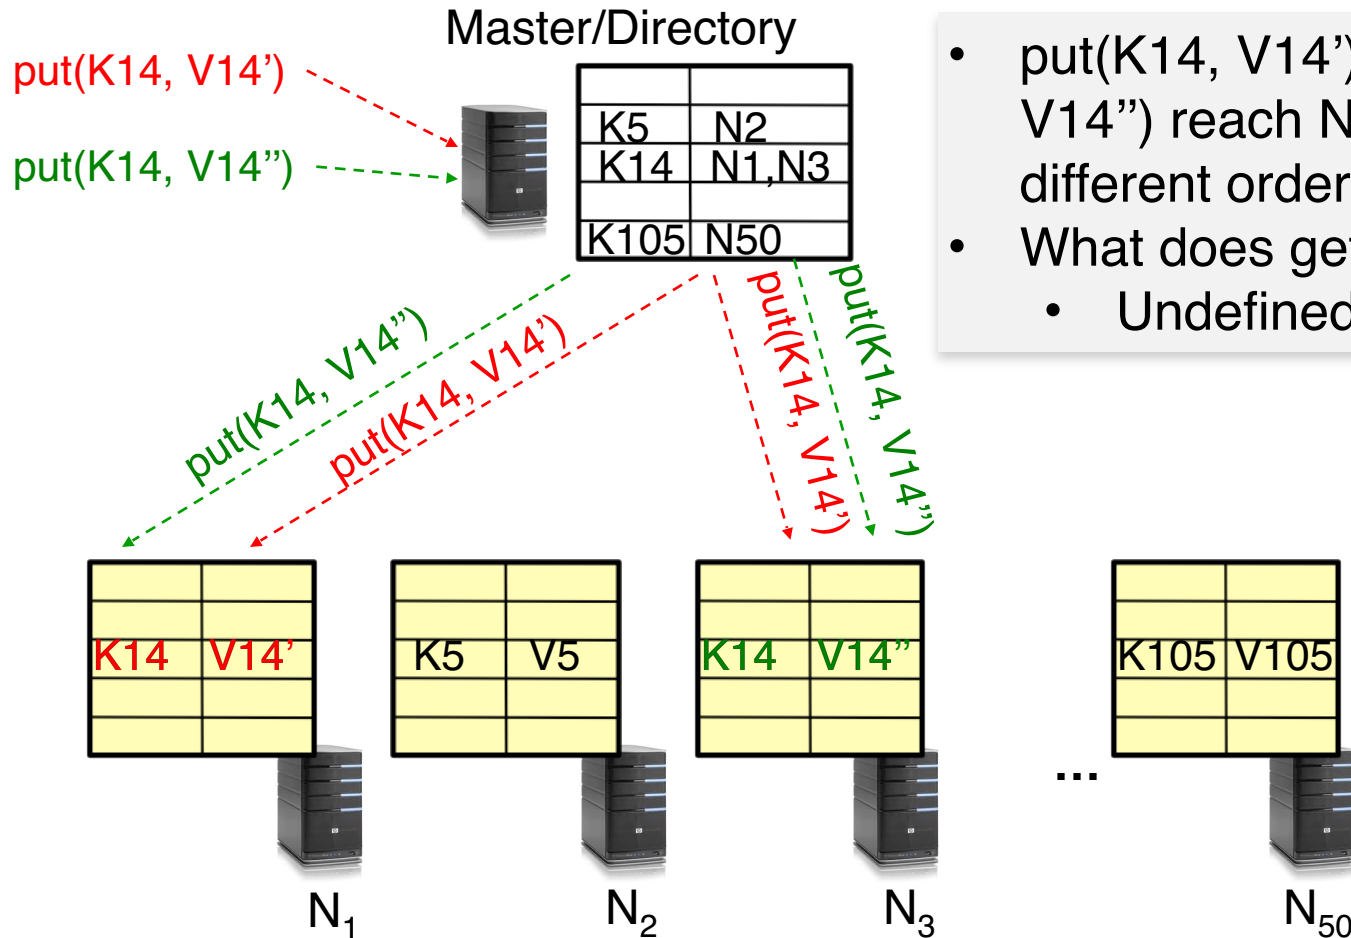 Master/Directory
put(K14, V14’)
put(K14, V14”)
K5 N2
K14 N1,N3
K105 N50
• put(K14, V14’)
V14”) reach N
different order
• What does get
• Undefined
put(K14, V14”)
put(K14, V14’)
put(K14, V14’)
put(K14, V14”)
K14 V14’
K5 V5
K14 V14”
K105 V105
...
N1
N2
N3
N50